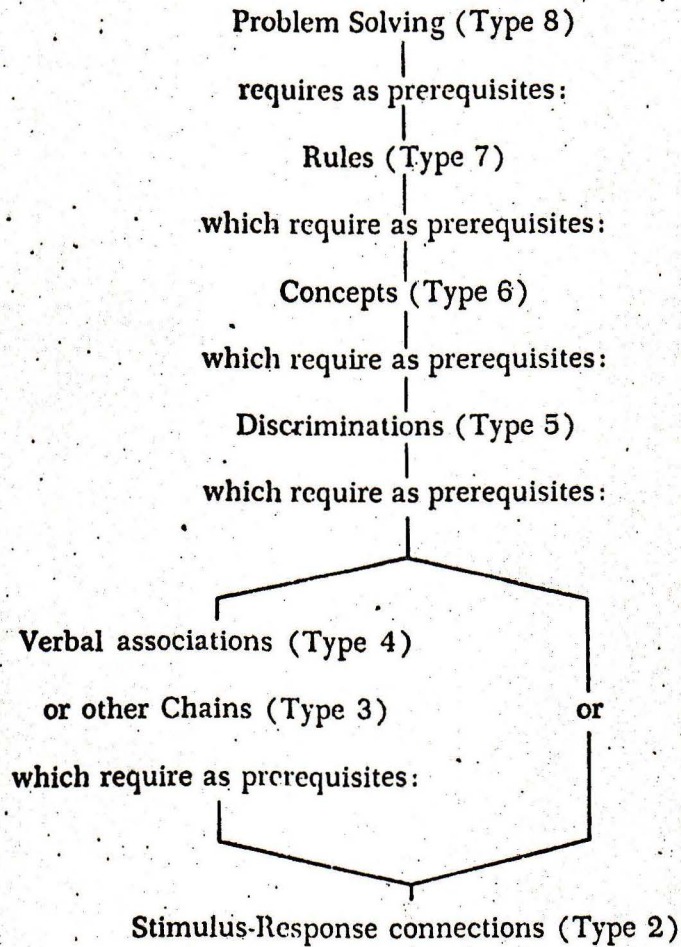 Problem Solving (Type 8)
requires as prerequisites:
Rules (Type 7)
which require as prerequisites:
Concepts (Type 6)
which require as prerequisites:
Discriminations (Type 5)
which require as prerequisites:
Verbal associations (Type 4)
or other Chains (Type 3)
or
which require as prerequisites:
Stimulus-Response connections (Type 2)